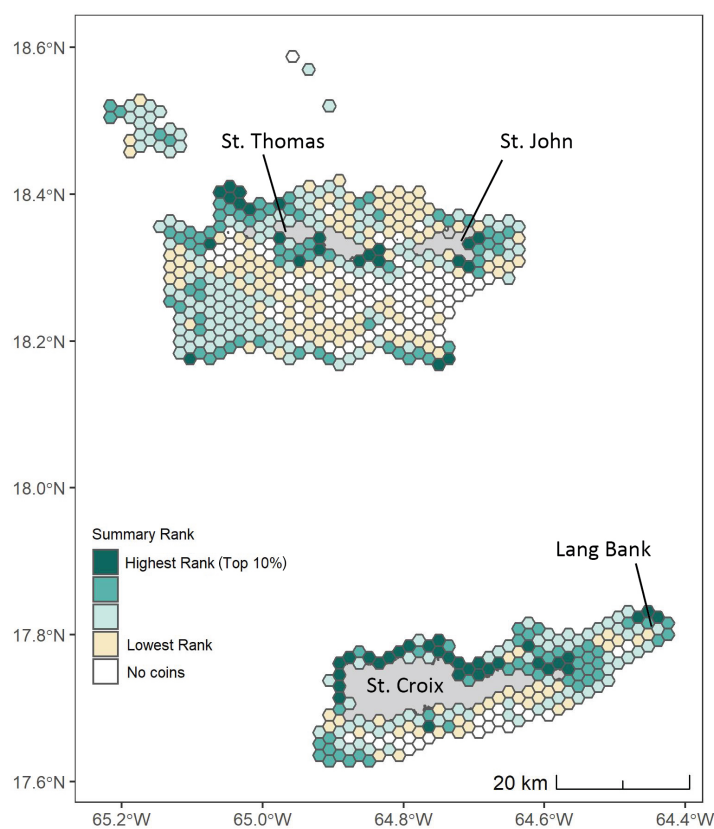 18.6°N
St. Thomas
St. John
18.4°N
18.2°N
18.0°N
Summary Rank
Highest Rank (Top 10%)
Lowest Rank
No coins
Lang Bank
17.8°N
St. Croix
17.6°N
20 km
65.2°W 65.0°W 64.8°W 64.6°W 64.4°W